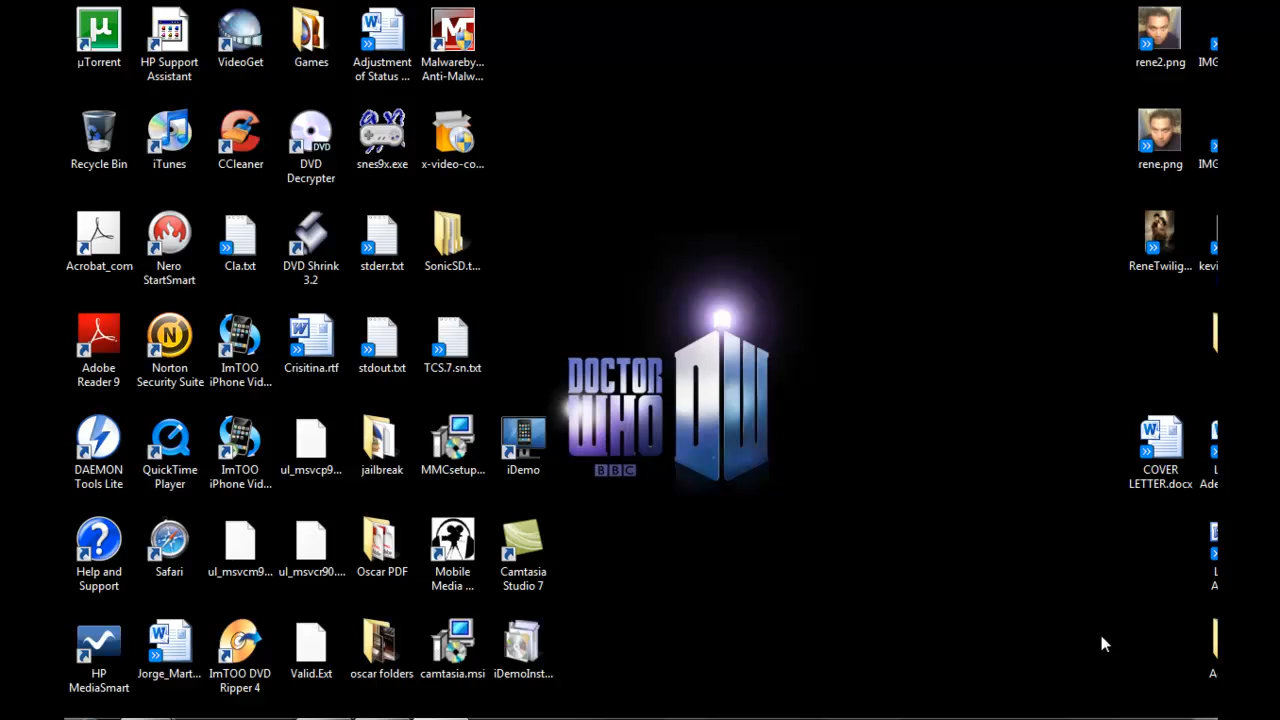 µTorrent
HP Support
Assistant
VideoGet
Games
Adjustment
of Status ...
Malwareby...
Anti-Malw...
rene2.png
IMG
Recycle Bin
iTunes
CCleaner
DVD
DVD
Decrypter
snes9x.exe
x-video-co...
rene.png
IMG
Acrobat_com
Nero
StartSmart
Cla.txt
DVD Shrink
3.2
stderr.txt
SonicSD.t...
ReneTwilig...
kevi
Adobe
Reader 9
Norton
Security Suite
ImTOO
iPhone Vid...
Crisitina.rtf
stdout.txt
TCS.7.sn.txt
DOCTOR
WHO
BBC
DW
DAEMON
Tools Lite
QuickTime
Player
ImTOO
iPhone Vid...
ul_msvcp9...
jailbreak
MMCsetup...
iDemo
COVER
LETTER.docx
L
Ade
Help and
Support
Safari
ul_msvcm9...
ul_msvcr90....
Oscar PDF
Mobile
Media ...
Camtasia
Studio 7
L
A
HP
MediaSmart
Jorge_Mart...
ImTOO DVD
Ripper 4
Valid.Ext
oscar folders
camtasia.msi
iDemoInst...
A